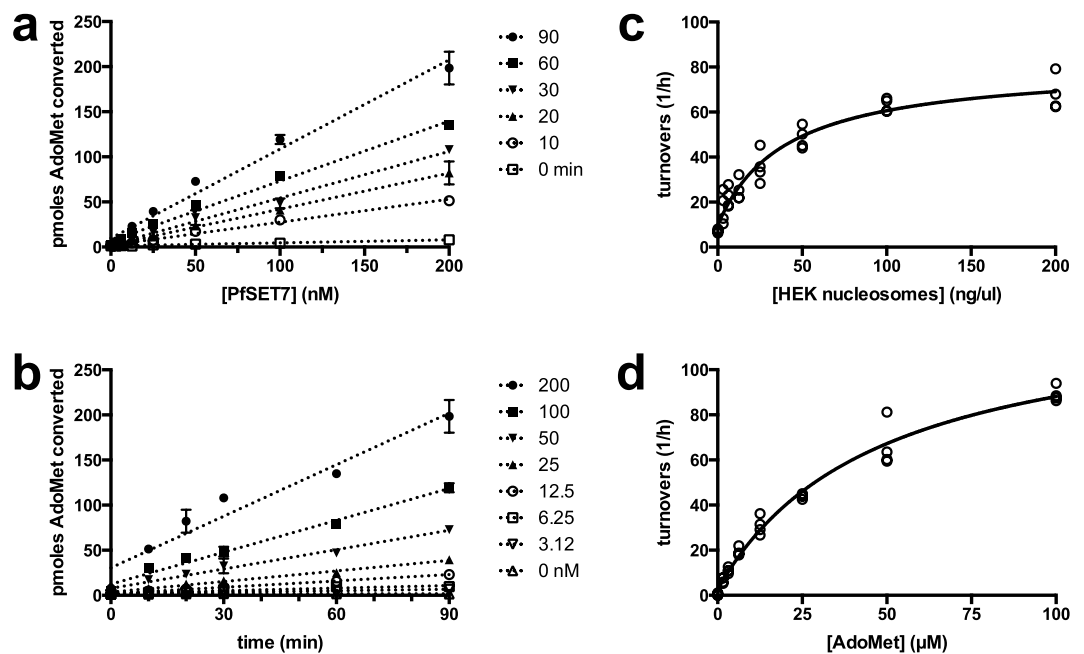 a
pmoles AdoMet converted
250
200
150
100
50
0
0 50 100 150 200
[PfSET7] (nM)
90
60
30
20
10
0 min
c
turnovers (1/h)
100
80
60
40
20
0
0 50 100 150 200
[HEK nucleosomes] (ng/ul)
b
pmoles AdoMet converted
250
200
150
100
50
0
0 30 60 90
time (min)
200
100
50
25
12.5
6.25
3.12
0 nM
d
turnovers (1/h)
100
80
60
40
20
0
0 25 50 75 100
[AdoMet] (µM)